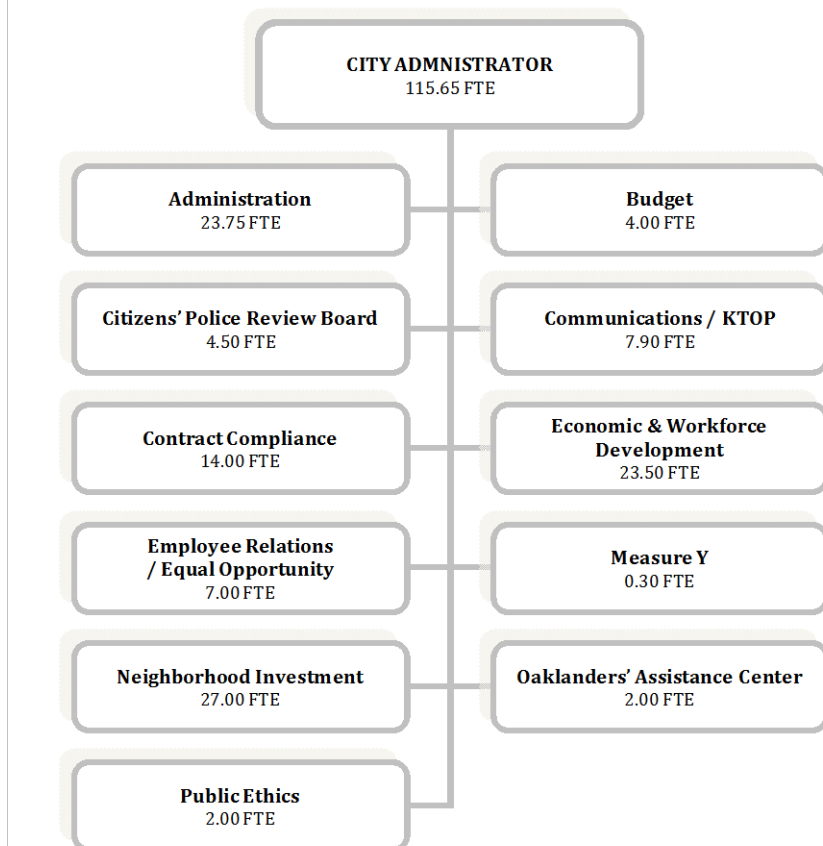 CITY ADMNISTRATOR
115.65 FTE
Administration
23.75 FTE
Budget
4.00 FTE
Citizens’ Police Review Board
4.50 FTE
Communications / KTOP
7.90 FTE
Contract Compliance
14.00 FTE
Economic & Workforce
Development
23.50 FTE
Employee Relations
/ Equal Opportunity
7.00 FTE
Measure Y
0.30 FTE
Neighborhood Investment
27.00 FTE
Oaklanders’ Assistance Center
2.00 FTE
Public Ethics
2.00 FTE